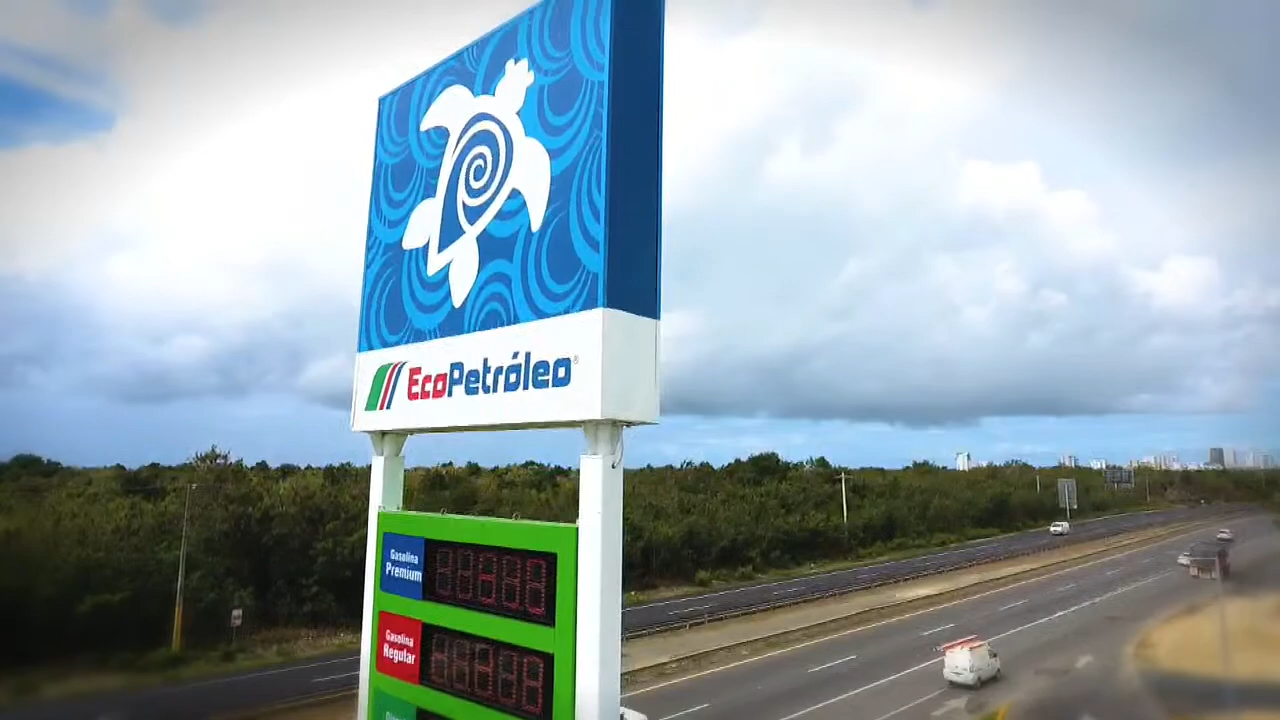 EcoPetróleo®
Gasolina
Premium
Gasolina
Regular